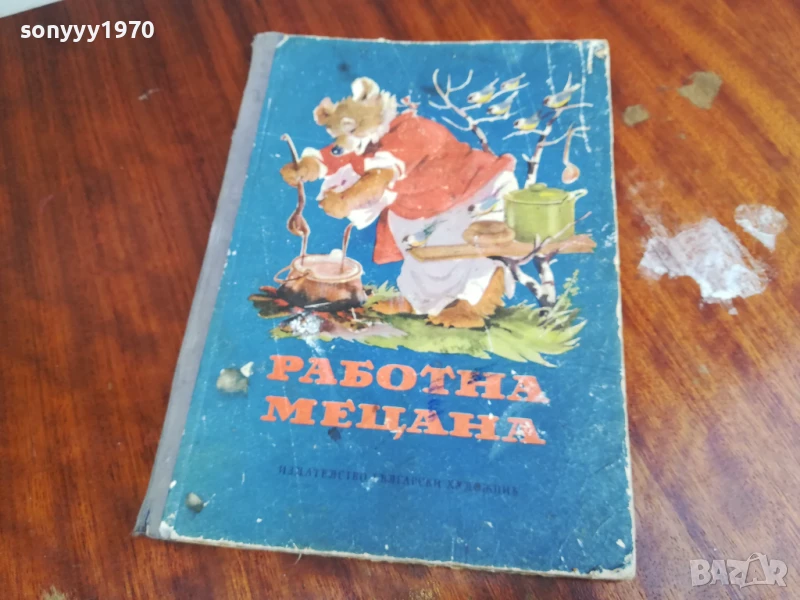 sonyyy1970
РАБОТНА
МЕЦАНА
ИЗДАТЕЛСТВО БЪЛГАРСКИ ХУДОЖНИК
BAZAR